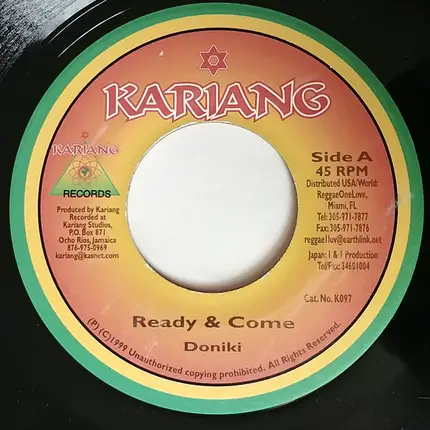 KARIANG
KARIANG
RECORDS
Produced by Kariang
Recorded at
Kariang Studios,
P.O. Box 871
Ocho Rios, Jamaica
876-975-0969
kariang@kasnet.com
Side A
45 RPM
Distributed USA/World:
ReggaeOneLove,
Miami, FL
Tel: 305-971-7877
Fax: 305-971-7876
reggae1luv@earthlink.net
Japan: I & I Production
Tel/Fax: 34601004
Cat. No. K097
Ready & Come
Doniki
(P) (C)1999 Unauthorized copying prohibited. All Rights Reserved.